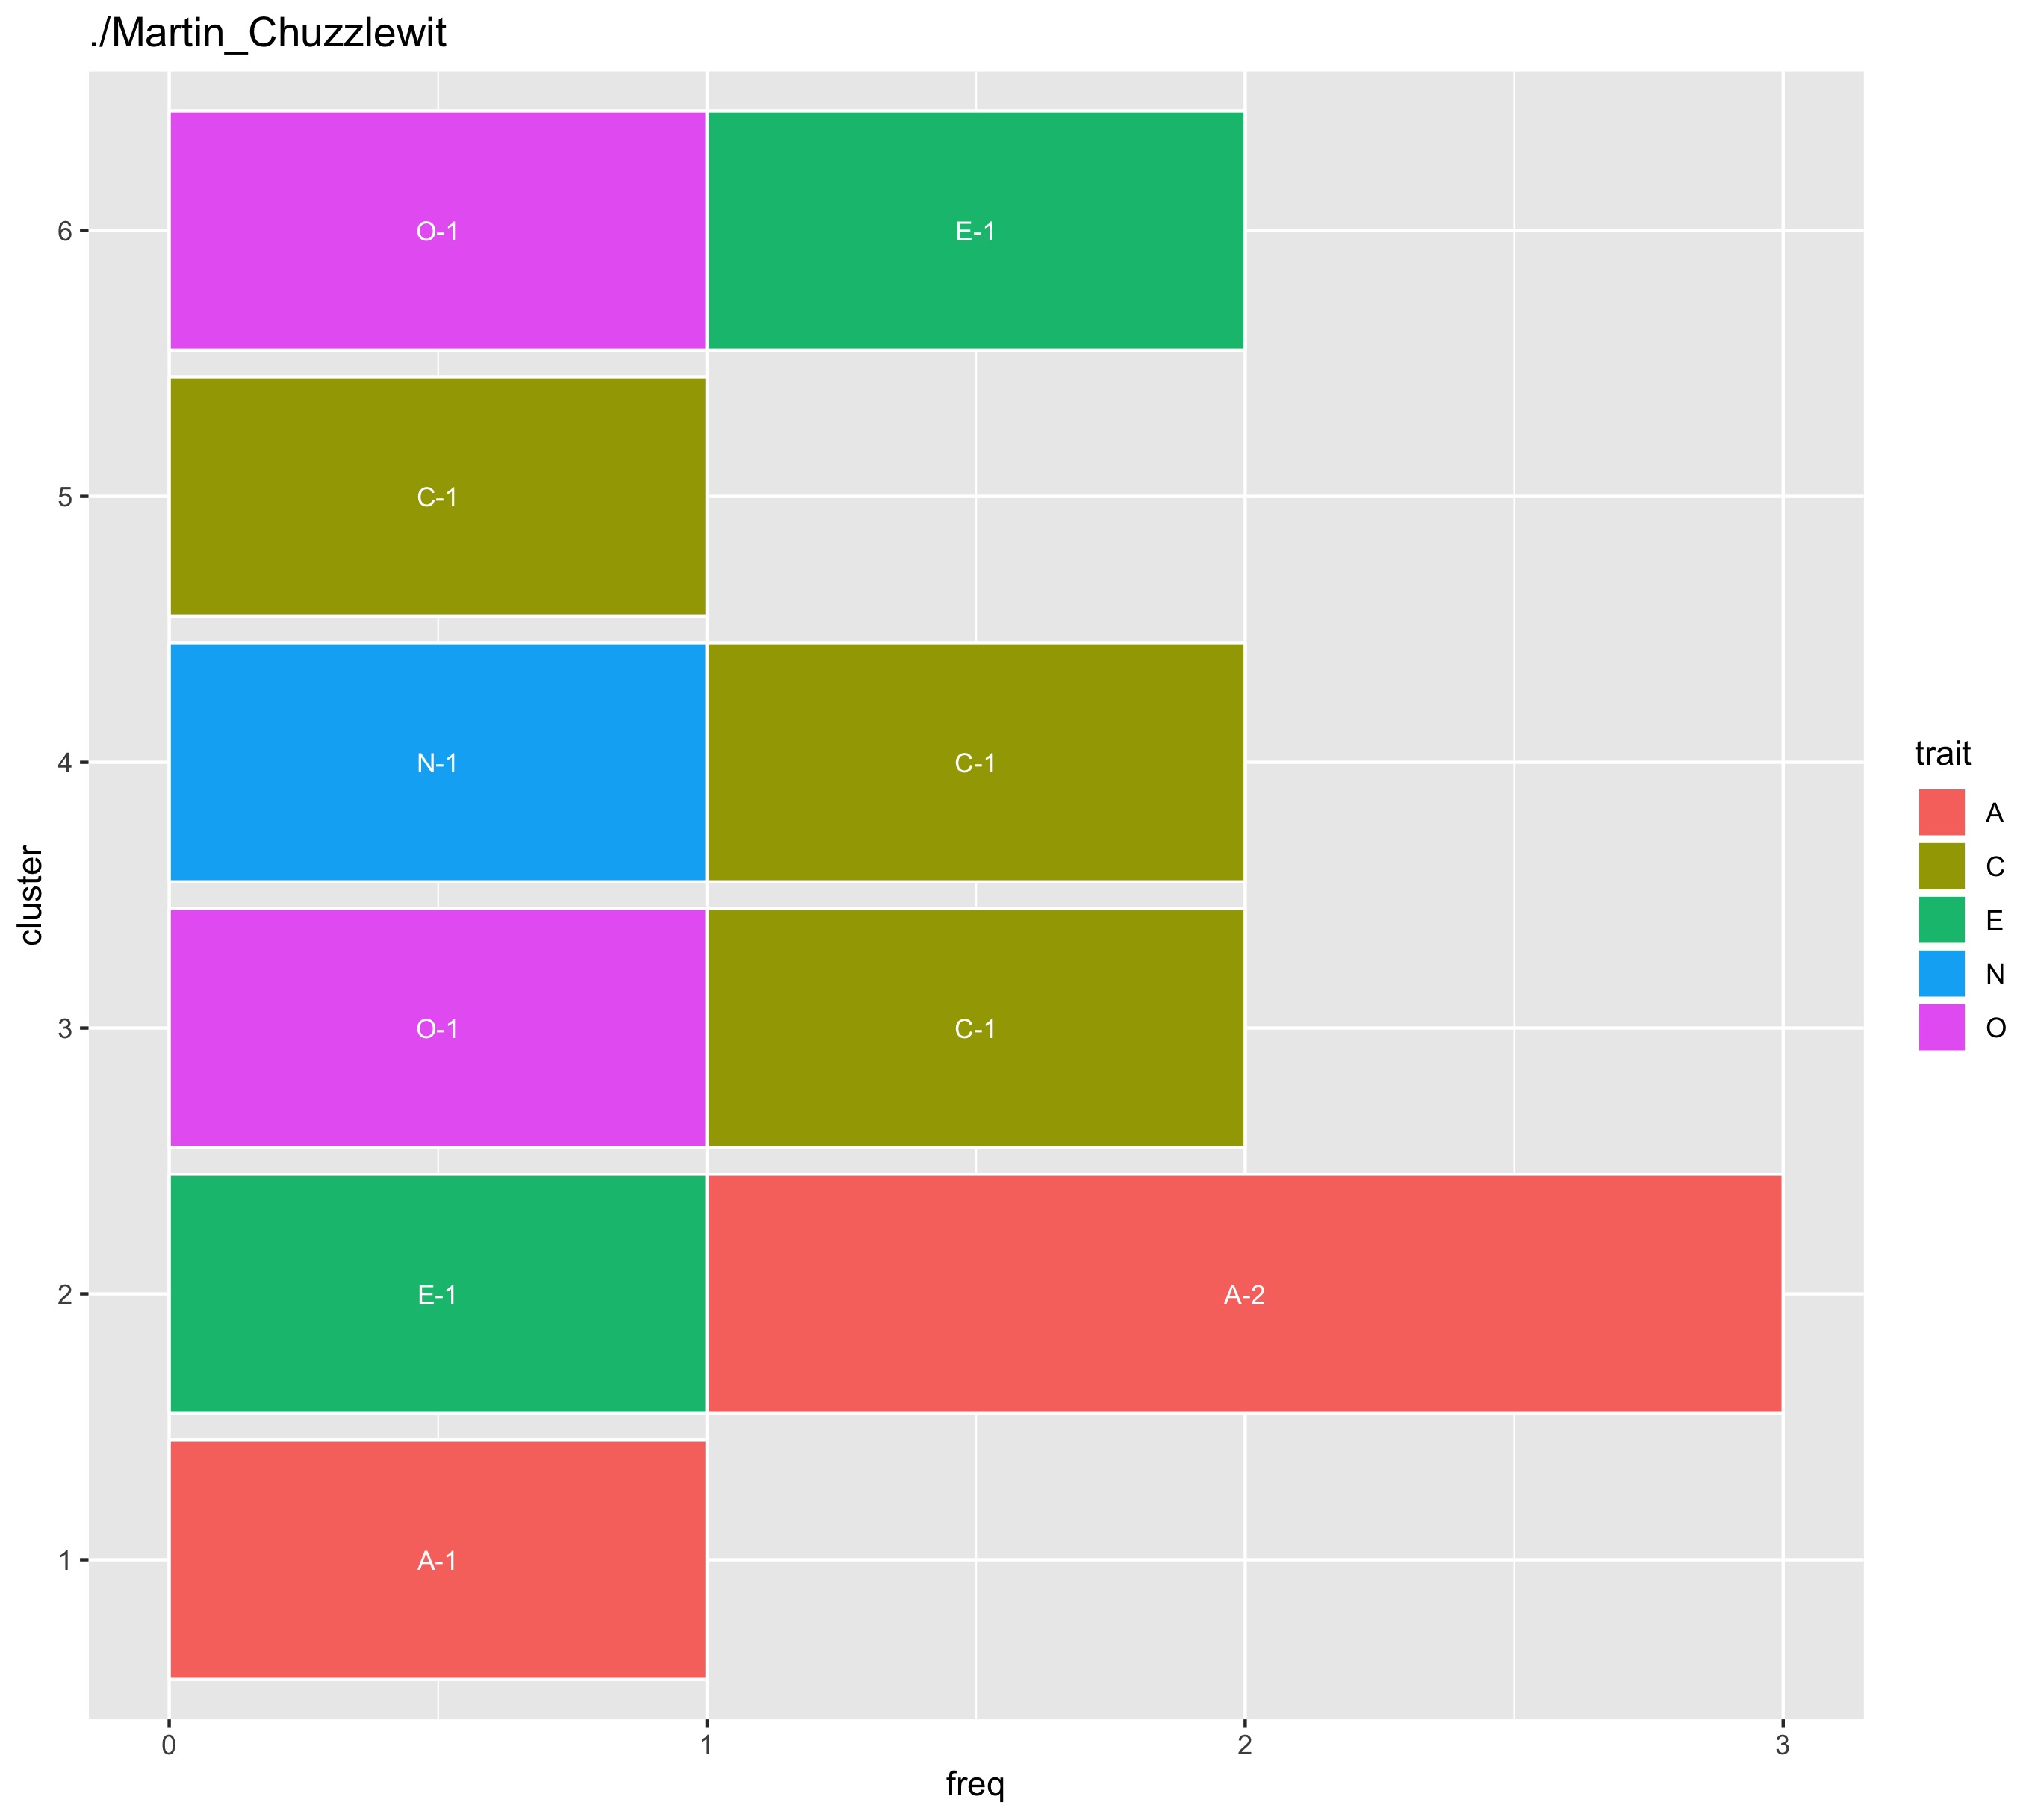 ./Martin_Chuzzlewit
6
O-1
E-1
5
C-1
4
N-1
C-1
3
O-1
C-1
2
E-1
A-2
1
A-1
0
1
2
3
freq
cluster
trait
A
C
E
N
O